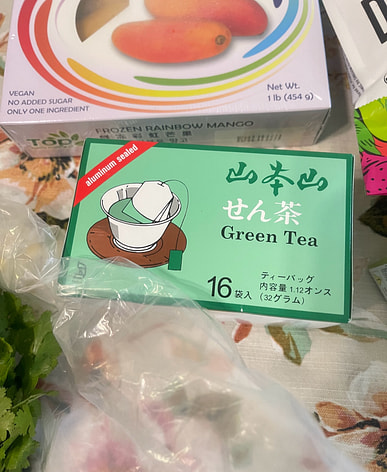 VEGAN
NO ADDED SUGAR
ONLY ONE INGREDIENT
Net Wt.
1 lb (454 g)
FROZEN RAINBOW MANGO
aluminum sealed
山本山
せん茶
Green Tea
16袋入
ティーバッグ
内容量 1.12オンス
(32グラム)